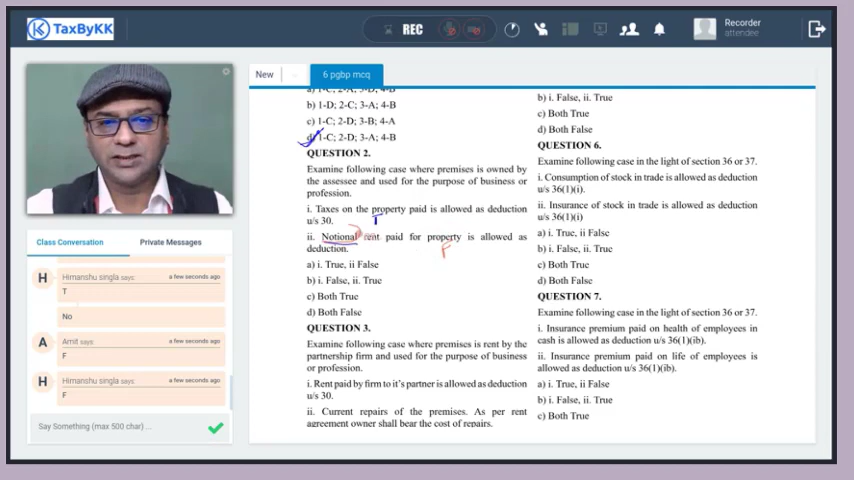 TaxByKK
REC
Recorder
attendee
New
6 pgbp mcq
a) 1-C; 2-A; 3-D; 4-B
b) 1-D; 2-C; 3-A; 4-B
c) 1-C; 2-D; 3-B; 4-A
d) 1-C; 2-D; 3-A; 4-B
QUESTION 2.
Examine following case where premises is owned by
the assessee and used for the purpose of business or
profession.
i. Taxes on the property paid is allowed as deduction
u/s 30.
T
ii. Notional rent paid for property is allowed as
deduction.
F
a) i. True, ii False
b) i. False, ii. True
c) Both True
d) Both False
QUESTION 3.
Examine following case where premises is rent by the
partnership firm and used for the purpose of business
or profession.
i. Rent paid by firm to it's partner is allowed as deduction
u/s 30.
ii. Current repairs of the premises. As per rent
agreement owner shall bear the cost of repairs.
b) i. False, ii. True
c) Both True
d) Both False
QUESTION 6.
Examine following case in the light of section 36 or 37.
i. Consumption of stock in trade is allowed as deduction
u/s 36(1)(i).
ii. Insurance of stock in trade is allowed as deduction
u/s 36(1)(i)
a) i. True, ii False
b) i. False, ii. True
c) Both True
d) Both False
QUESTION 7.
Examine following case in the light of section 36 or 37.
i. Insurance premium paid on health of employees in
cash is allowed as deduction u/s 36(1)(ib).
ii. Insurance premium paid on life of employees is
allowed as deduction u/s 36(1)(ib).
a) i. True, ii False
b) i. False, ii. True
c) Both True
Class Conversation
Private Messages
H
Himanshu singla says:
a few seconds ago
T
No
A
Amit says:
a few seconds ago
F
H
Himanshu singla says:
a few seconds ago
F
Say Something (max 500 char) ...